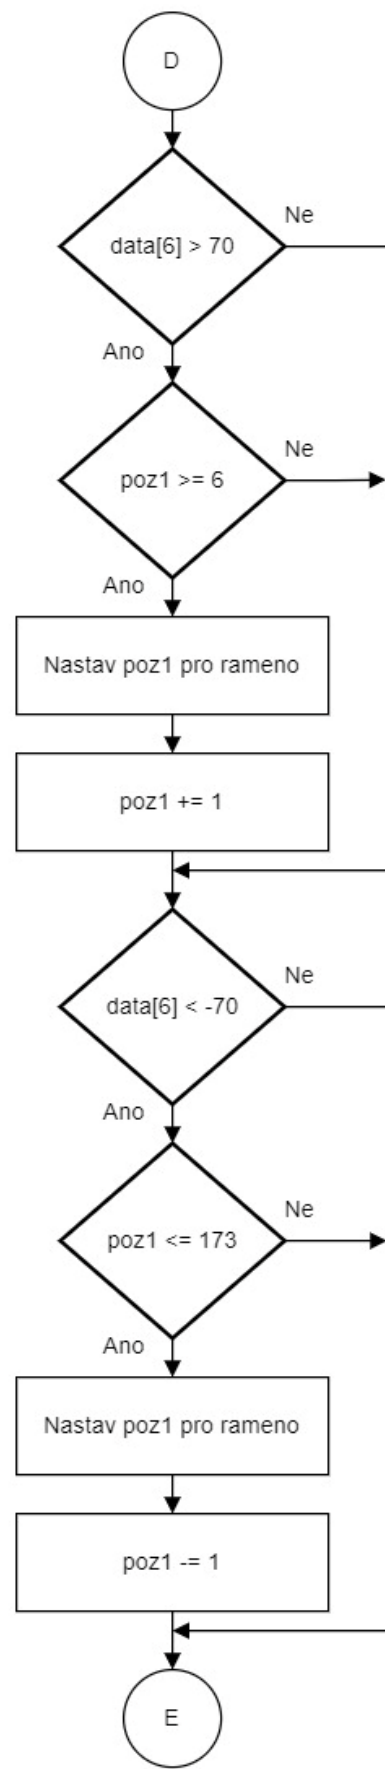 D
data[6] > 70
Ne
Ano
poz1 >= 6
Ne
Ano
Nastav poz1 pro rameno
poz1 += 1
data[6] < -70
Ne
Ano
poz1 <= 173
Ne
Ano
Nastav poz1 pro rameno
poz1 -= 1
E